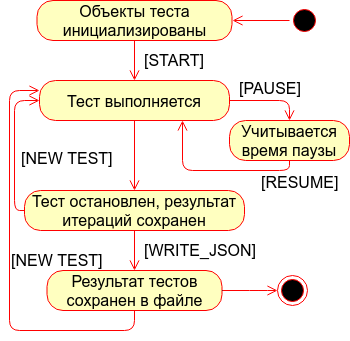 Объекты теста
инициализированы
[START]
[PAUSE]
Тест выполняется
Учитывается
время паузы
[NEW TEST]
[RESUME]
Тест остановлен, результат
итераций сохранен
[WRITE_JSON]
[NEW TEST]
Результат тестов
сохранен в файле